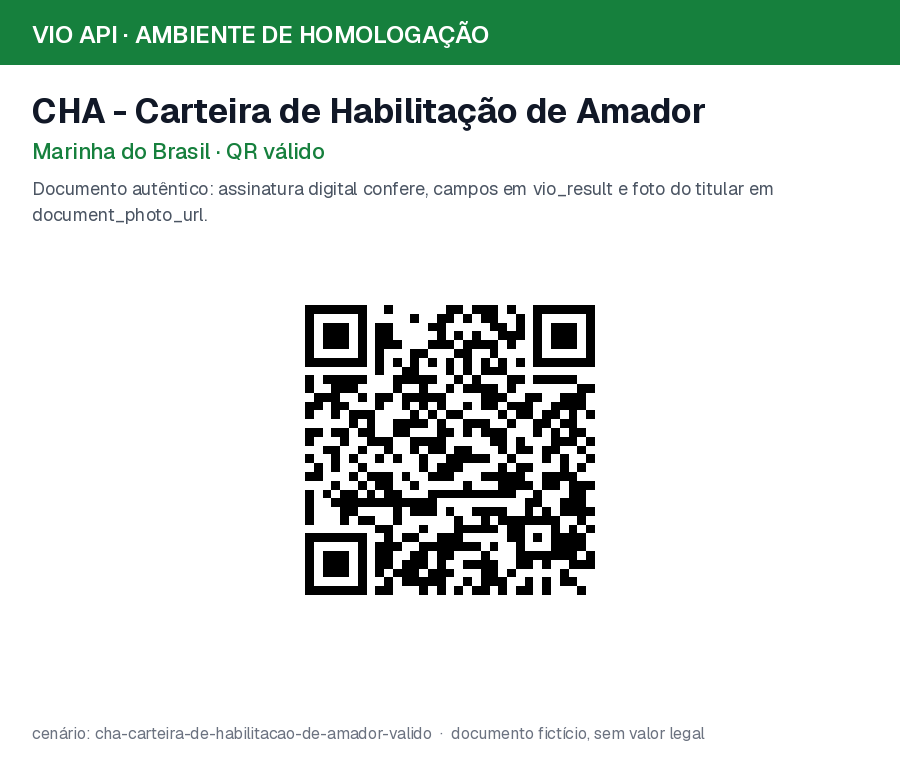 VIO API · AMBIENTE DE HOMOLOGAÇÃO
CHA - Carteira de Habilitação de Amador
Marinha do Brasil · QR válido
Documento autêntico: assinatura digital confere, campos em vio_result e foto do titular em
document_photo_url.
cenário: cha-carteira-de-habilitacao-de-amador-valido · documento fictício, sem valor legal